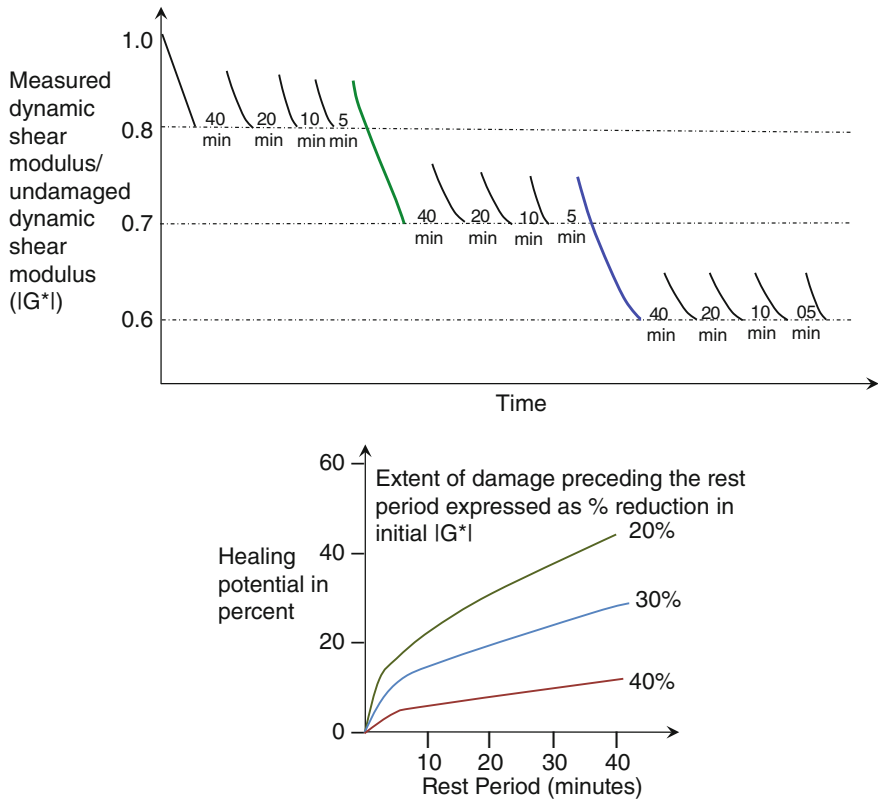 1.0
Measured
dynamic
shear
modulus/
undamaged
dynamic
shear
modulus
(|G*|)
0.8
0.7
0.6
40 20 10 5
min min min min
40 20 10 5
min min min min
40 20 10 05
min min min min
Time
60
Extent of damage preceding the rest
period expressed as % reduction in
initial |G*|
20%
Healing
potential in
percent
40
30%
20
40%
0
10 20 30 40
Rest Period (minutes)